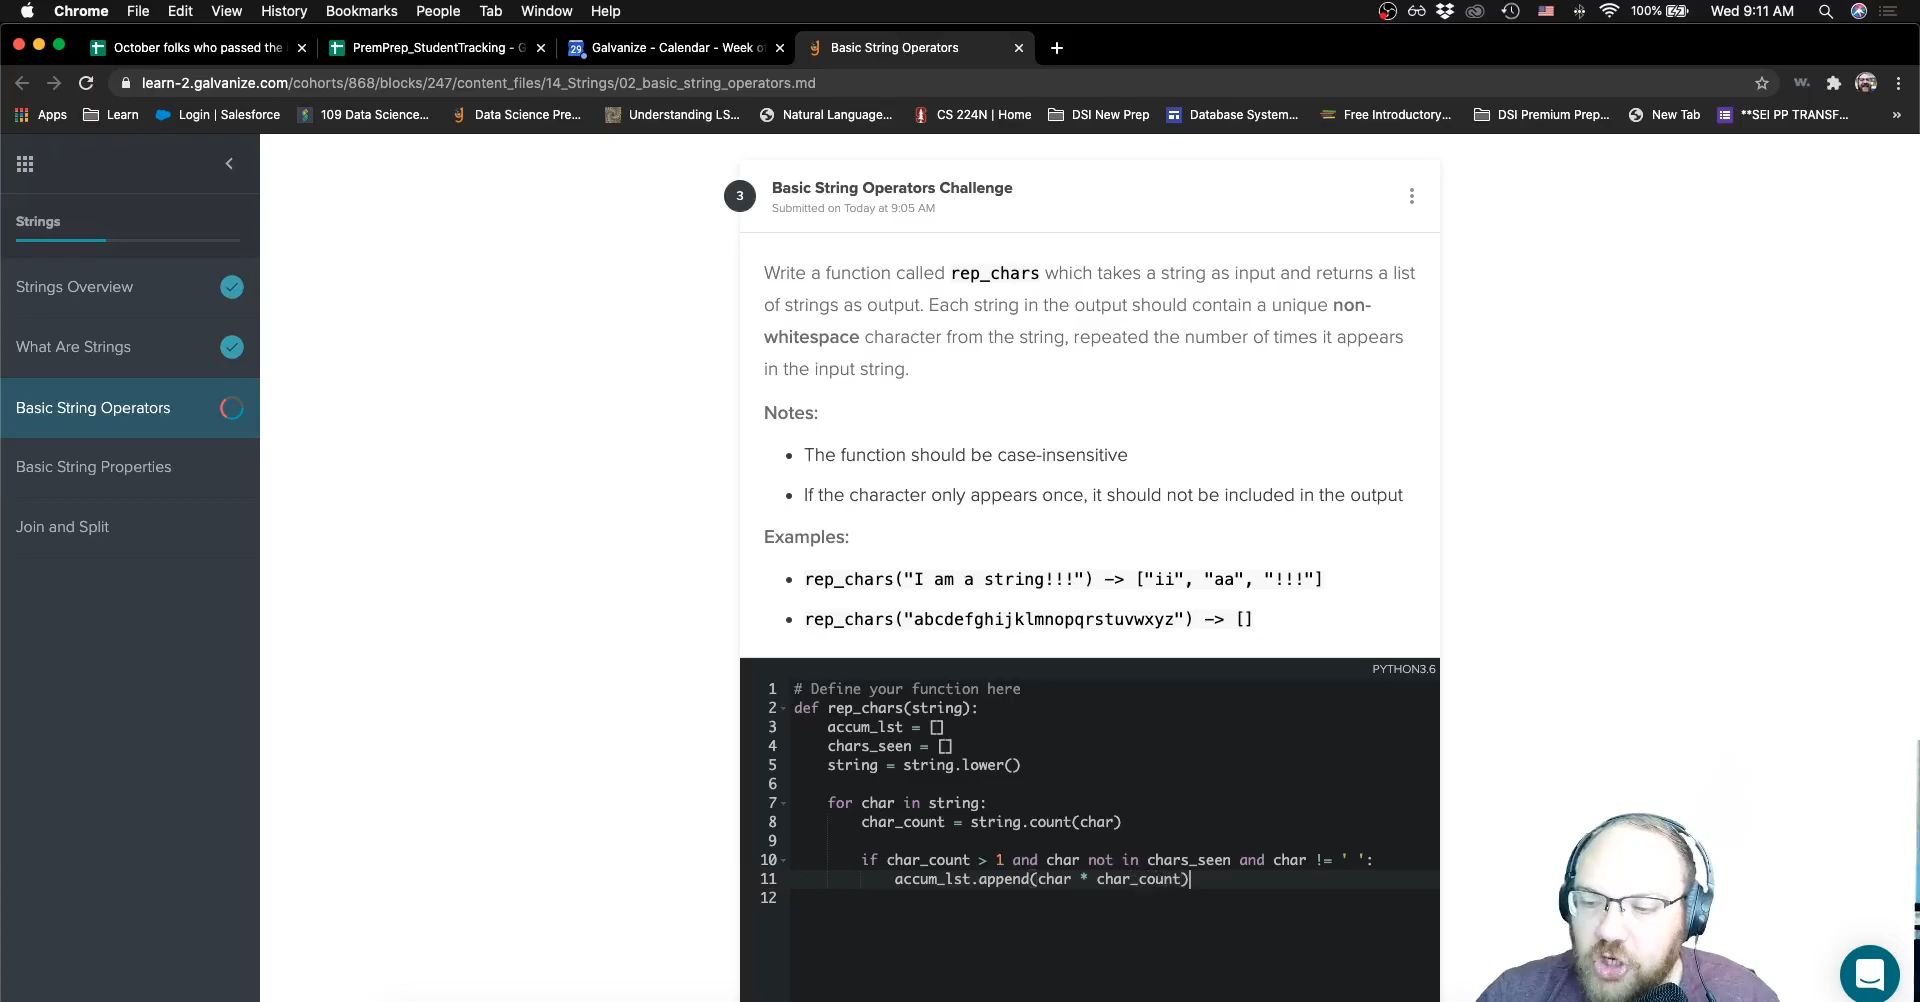 Chrome File Edit View History Bookmarks People Tab Window Help 100% Wed 9:11 AM
October folks who passed the PremPrep_StudentTracking - G Galvanize - Calendar - Week o Basic String Operators
learn-2.galvanize.com/cohorts/868/blocks/247/content_files/14_Strings/02_basic_string_operators.md
Apps Learn Login | Salesforce 109 Data Science... Data Science Pre... Understanding LS... Natural Language... CS 224N | Home DSI New Prep Database System... Free Introductory... DSI Premium Prep... New Tab **SEI PP TRANSF... »
Strings
Strings Overview
What Are Strings
Basic String Operators
Basic String Properties
Join and Split
3 Basic String Operators Challenge
Submitted on Today at 9:05 AM
Write a function called rep_chars which takes a string as input and returns a list
of strings as output. Each string in the output should contain a unique non-
whitespace character from the string, repeated the number of times it appears
in the input string.
Notes:
• The function should be case-insensitive
• If the character only appears once, it should not be included in the output
Examples:
• rep_chars("I am a string!!!") -> ["ii", "aa", "!!!"]
• rep_chars("abcdefghijklmnopqrstuvwxyz") -> []
PYTHON3.6
1 # Define your function here
2 def rep_chars(string):
3 accum_lst = []
4 chars_seen = []
5 string = string.lower()
6
7 for char in string:
8 char_count = string.count(char)
9
10 if char_count > 1 and char not in chars_seen and char != ' ':
11 accum_lst.append(char * char_count)
12